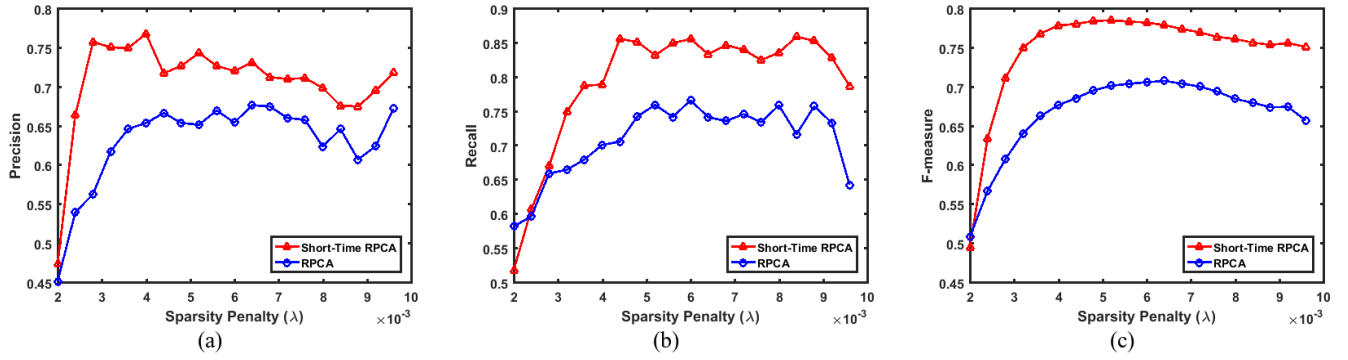 0.8
0.75
0.7
0.65
0.6
0.55
0.5
0.45
Precision
2 3 4 5 6 7 8 9 10
Sparsity Penalty (λ)
×10⁻³
Short-Time RPCA
RPCA
(a)
0.9
0.85
0.8
0.75
0.7
0.65
0.6
0.55
0.5
Recall
2 3 4 5 6 7 8 9 10
Sparsity Penalty (λ)
×10⁻³
Short-Time RPCA
RPCA
(b)
0.8
0.75
0.7
0.65
0.6
0.55
0.5
0.45
F-measure
2 3 4 5 6 7 8 9 10
Sparsity Penalty (λ)
×10⁻³
Short-Time RPCA
RPCA
(c)